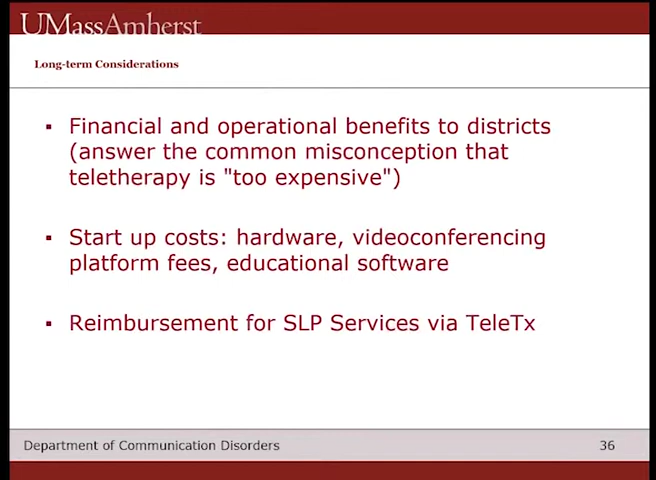 UMassAmherst
Long-term Considerations
▪ Financial and operational benefits to districts
(answer the common misconception that
teletherapy is "too expensive")
▪ Start up costs: hardware, videoconferencing
platform fees, educational software
▪ Reimbursement for SLP Services via TeleTx
Department of Communication Disorders
36